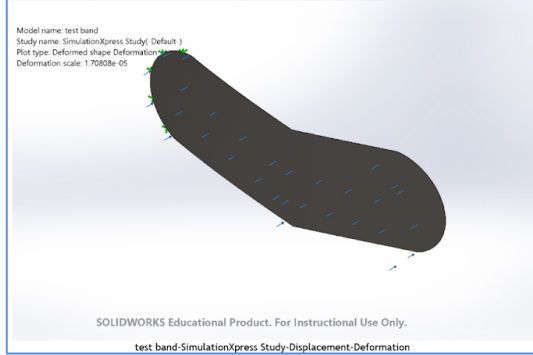 Model name: test band
Study name: SimulationXpress Study(-Default-)
Plot type: Deformed shape Deformation
Deformation scale: 1.70808e-05
SOLIDWORKS Educational Product. For Instructional Use Only.
test band-SimulationXpress Study-Displacement-Deformation